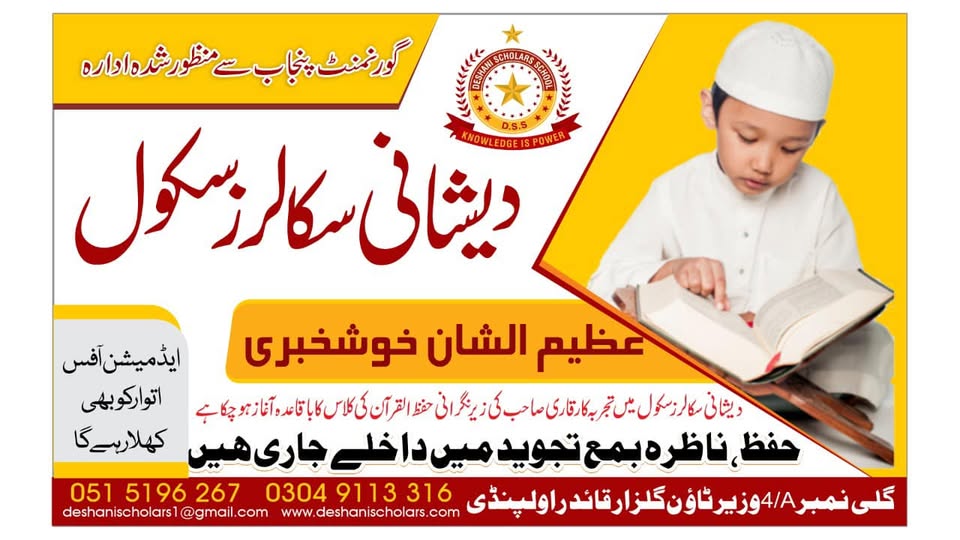 گورنمنٹ پنجاب سے منظور شدہ ادارہ
DESHANI SCHOLARS SCHOOL
D.S.S
KNOWLEDGE IS POWER
دیشانی سکالرز سکول
عظیم الشان خوشخبری
ایڈمیشن آفس
اتوار کو بھی
کھلا رہے گا
دیشانی سکالرز سکول میں تجربہ کار قاری صاحب کی زیر نگرانی حفظ القرآن کی کلاس کا باقاعدہ آغاز ہو چکا ہے
حفظ، ناظرہ بمع تجوید میں داخلے جاری ھیں
051 5196 267 0304 9113 316
deshanischolars1@gmail.com www.deshanischolars.com
گلی نمبر 4/A وزیر ٹاؤن گلزار قائد راولپنڈی